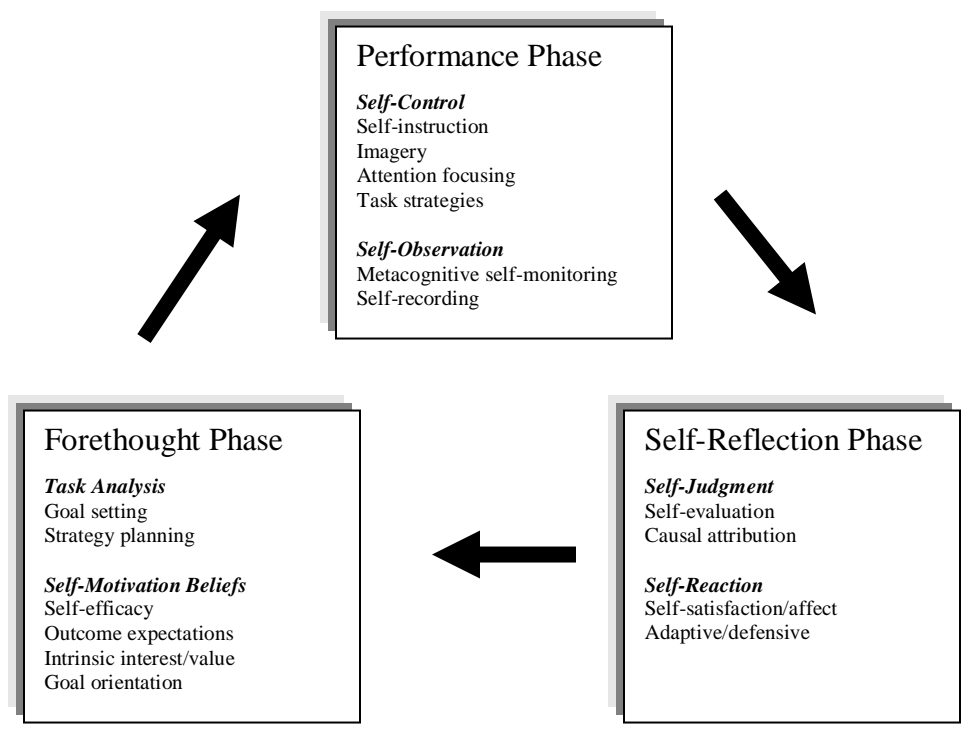 Performance Phase
Self-Control
Self-instruction
Imagery
Attention focusing
Task strategies
Self-Observation
Metacognitive self-monitoring
Self-recording
Forethought Phase
Task Analysis
Goal setting
Strategy planning
Self-Motivation Beliefs
Self-efficacy
Outcome expectations
Intrinsic interest/value
Goal orientation
Self-Reflection Phase
Self-Judgment
Self-evaluation
Causal attribution
Self-Reaction
Self-satisfaction/affect
Adaptive/defensive